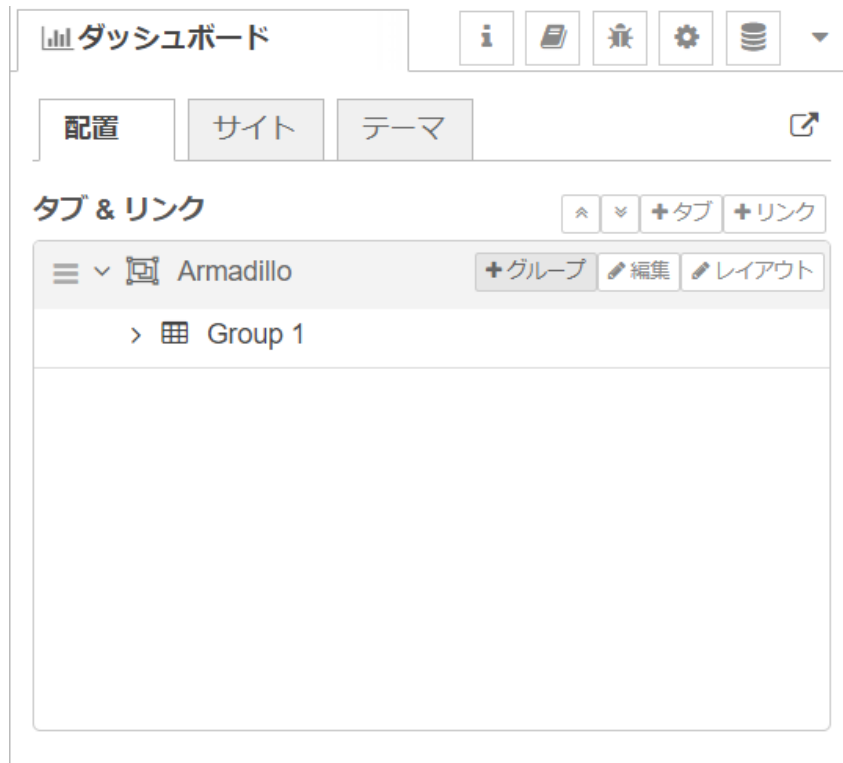 ダッシュボード
配置 サイト テーマ
タブ & リンク +タブ +リンク
Armadillo +グループ 編集 レイアウト
Group 1